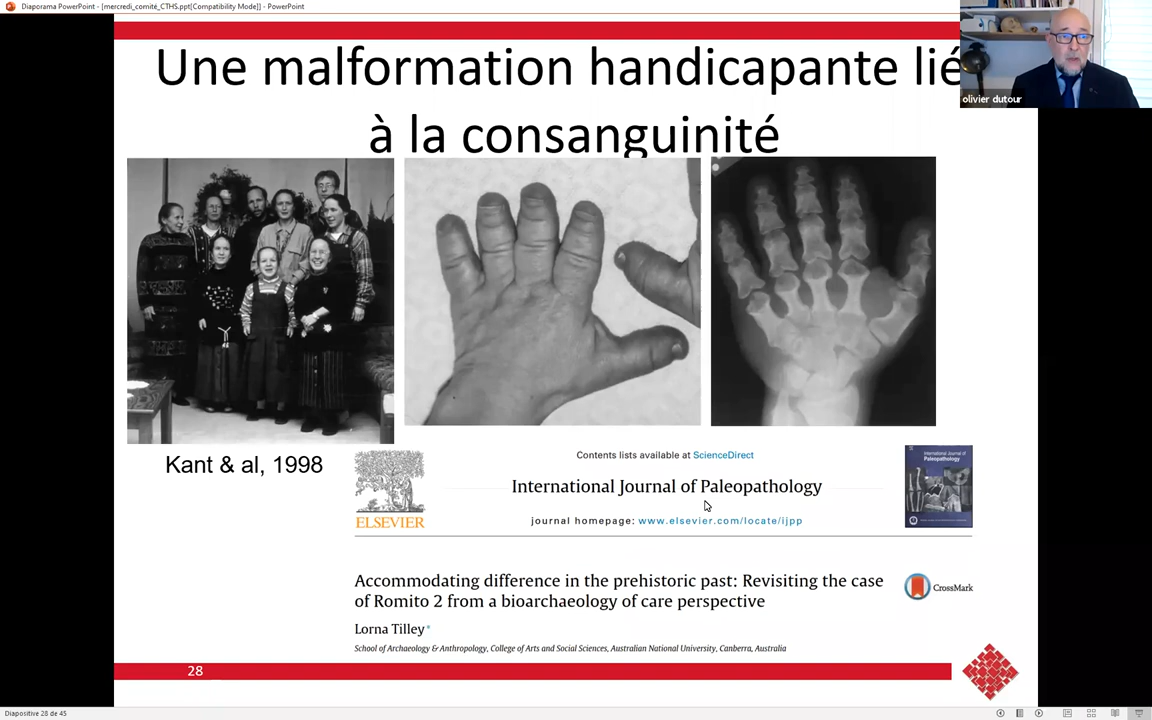 Diaporama PowerPoint - [mercredi_comité_CTHS.ppt[Compatibility Mode]] - PowerPoint
olivier dutour
Une malformation handicapante lié
à la consanguinité
Kant & al, 1998
ELSEVIER
Contents lists available at ScienceDirect
International Journal of Paleopathology
journal homepage: www.elsevier.com/locate/ijpp
International Journal of
Paleopathology
Accommodating difference in the prehistoric past: Revisiting the case
of Romito 2 from a bioarchaeology of care perspective
CrossMark
Lorna Tilley*
School of Archaeology & Anthropology, College of Arts and Social Sciences, Australian National University, Canberra, Australia
28
Diapositive 28 de 45